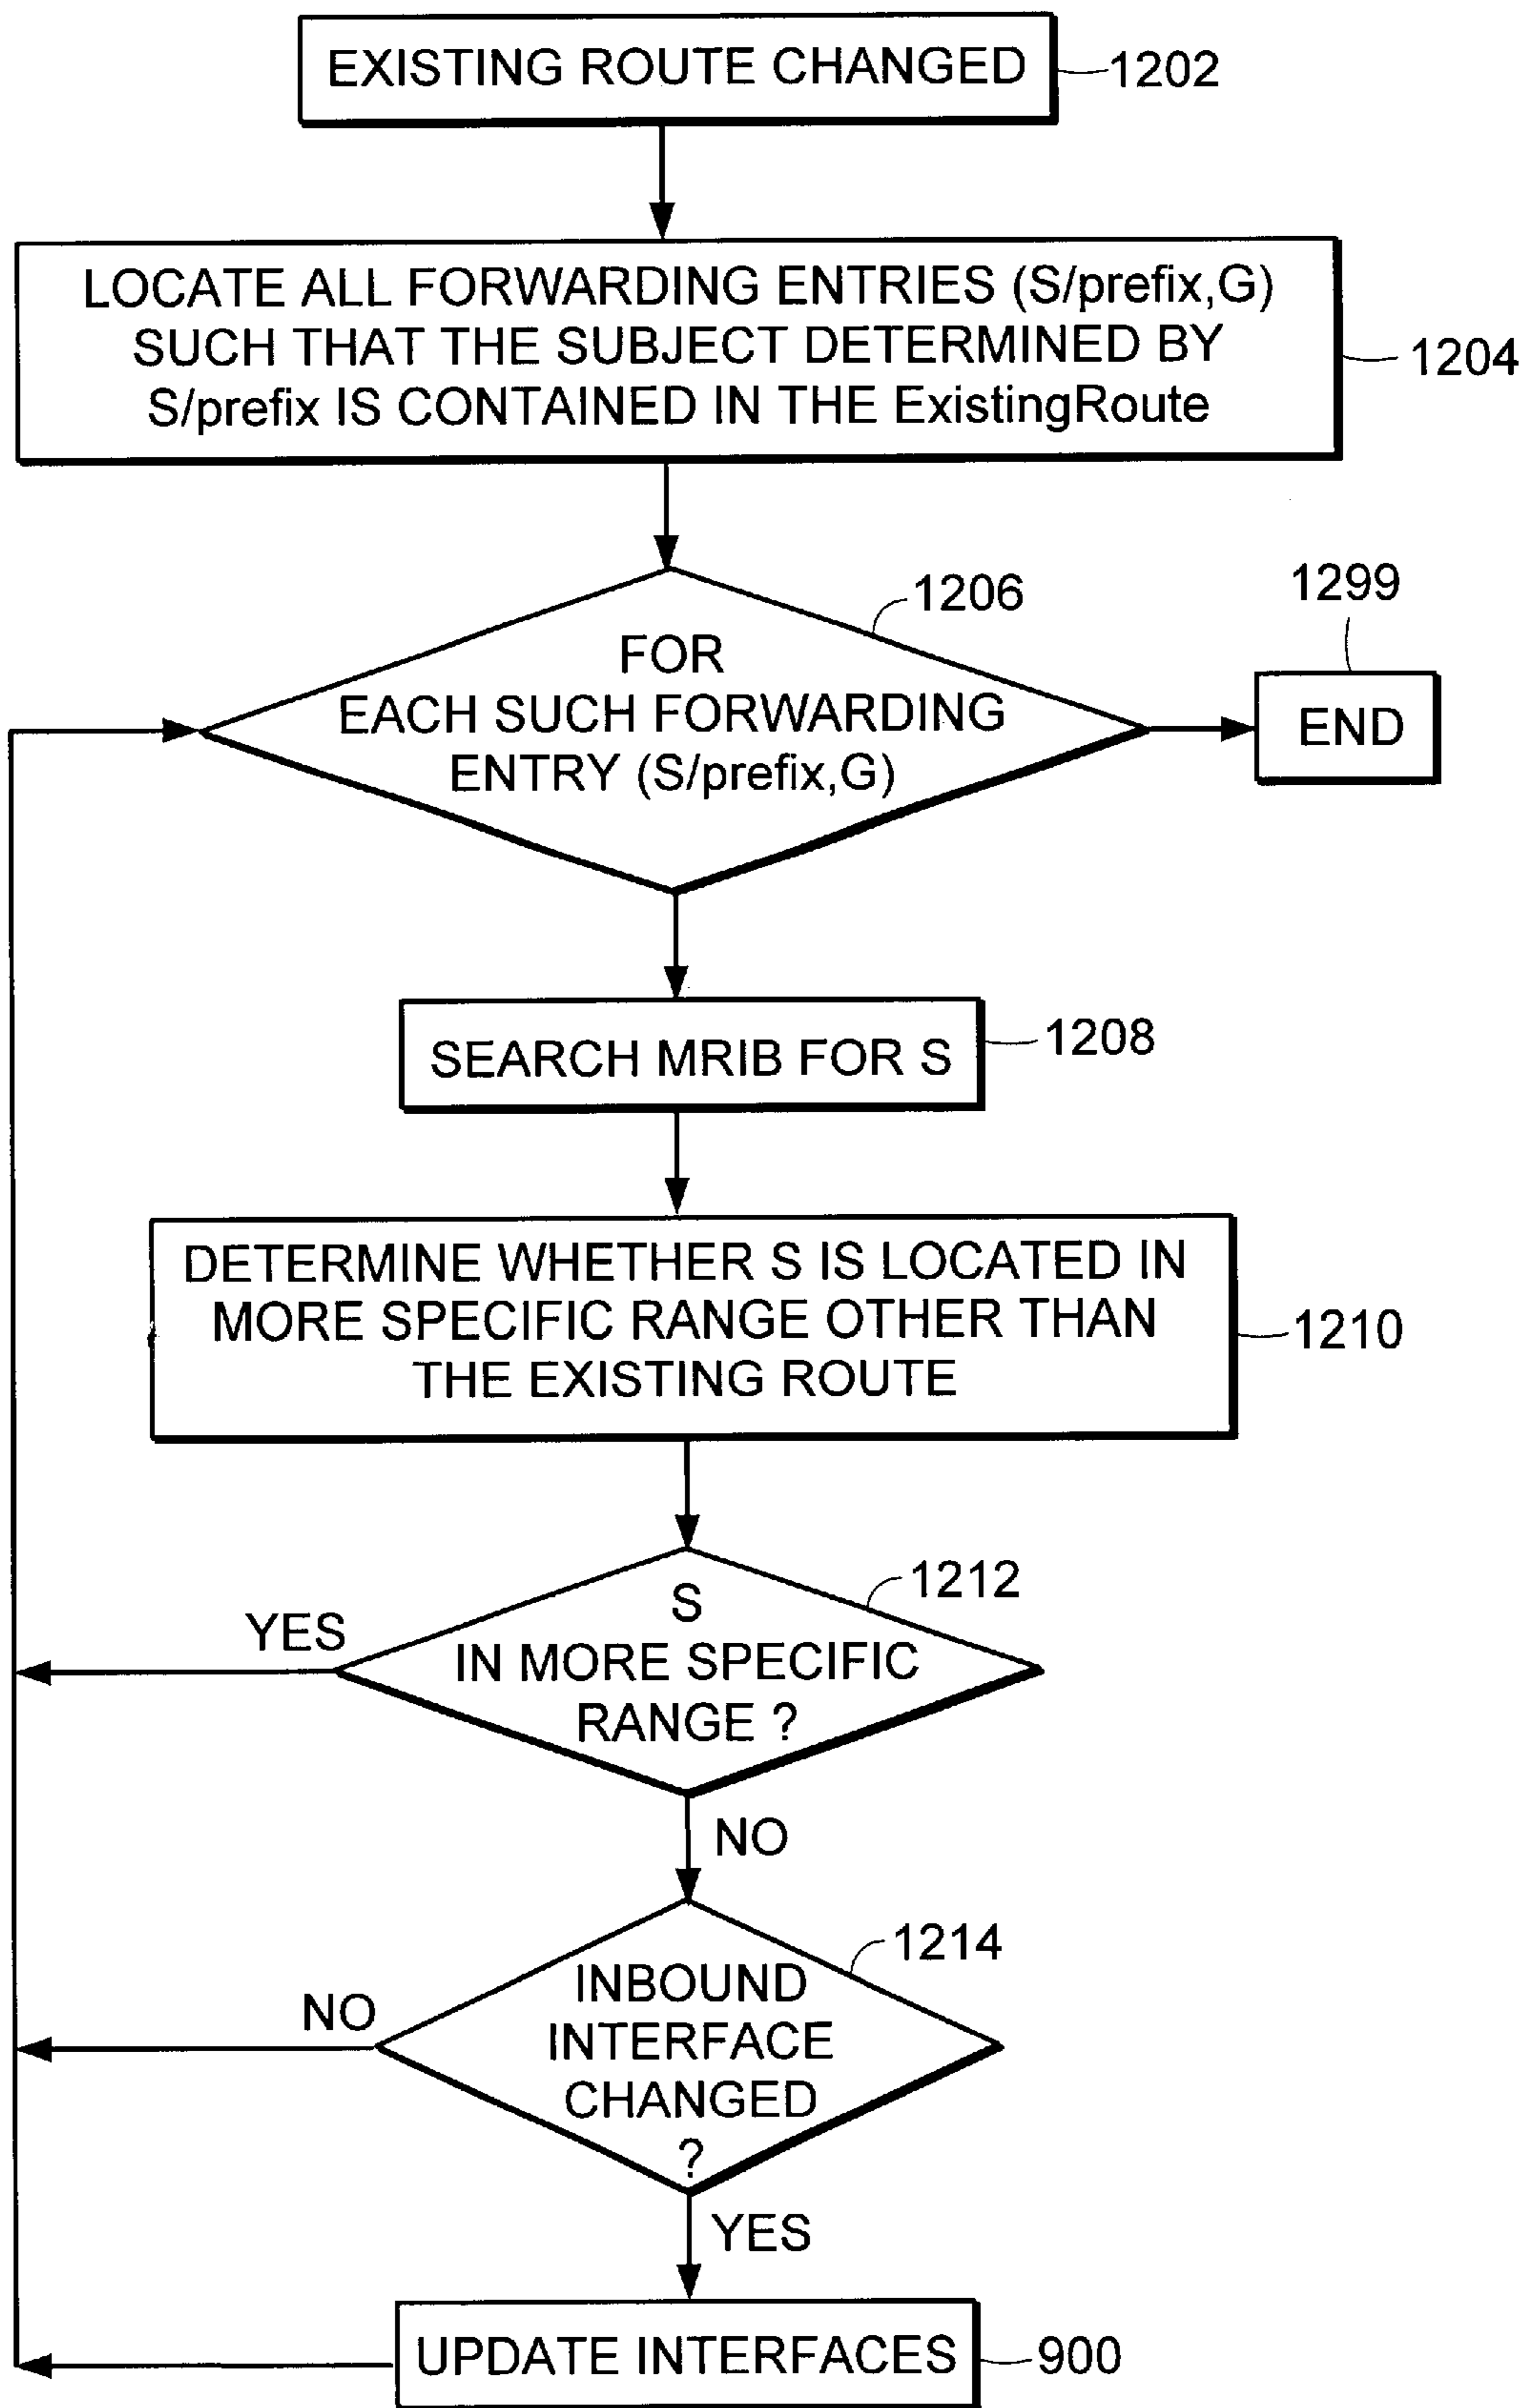 EXISTING ROUTE CHANGED
1202
LOCATE ALL FORWARDING ENTRIES (S/prefix,G)
SUCH THAT THE SUBJECT DETERMINED BY
S/prefix IS CONTAINED IN THE ExistingRoute
1204
1206
FOR
EACH SUCH FORWARDING
ENTRY (S/prefix,G)
1299
END
SEARCH MRIB FOR S
1208
DETERMINE WHETHER S IS LOCATED IN
MORE SPECIFIC RANGE OTHER THAN
THE EXISTING ROUTE
1210
1212
S
IN MORE SPECIFIC
RANGE ?
YES
NO
1214
INBOUND
INTERFACE
CHANGED
?
NO
YES
UPDATE INTERFACES
900